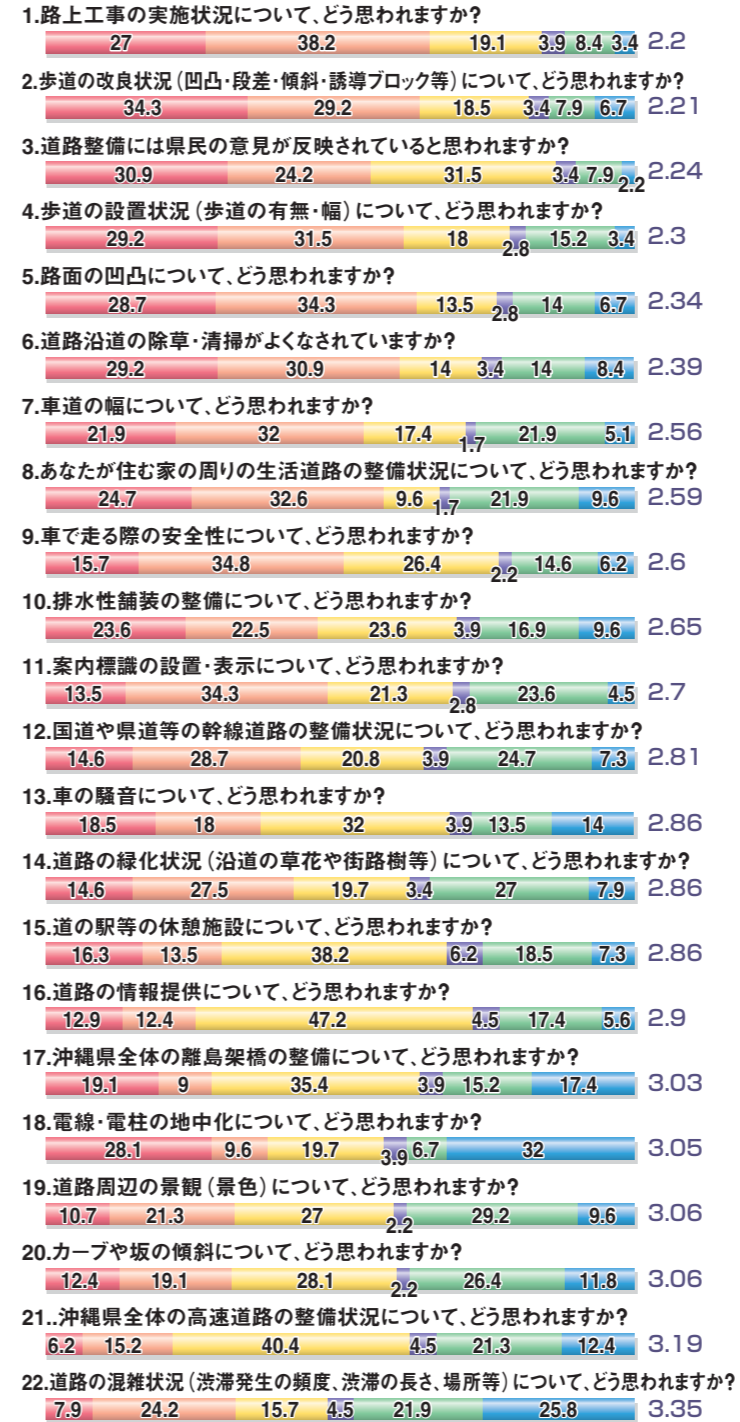 1.路上工事の実施状況について、どう思われますか?
27 38.2 19.1 3.9 8.4 3.4 2.2
2.歩道の改良状況(凹凸・段差・傾斜・誘導ブロック等)について、どう思われますか?
34.3 29.2 18.5 3.4 7.9 6.7 2.21
3.道路整備には県民の意見が反映されていると思われますか?
30.9 24.2 31.5 3.4 7.9 2.2 2.24
4.歩道の設置状況(歩道の有無・幅)について、どう思われますか?
29.2 31.5 18 2.8 15.2 3.4 2.3
5.路面の凹凸について、どう思われますか?
28.7 34.3 13.5 2.8 14 6.7 2.34
6.道路沿道の除草・清掃がよくなされていますか?
29.2 30.9 14 3.4 14 8.4 2.39
7.車道の幅について、どう思われますか?
21.9 32 17.4 1.7 21.9 5.1 2.56
8.あなたが住む家の周りの生活道路の整備状況について、どう思われますか?
24.7 32.6 9.6 1.7 21.9 9.6 2.59
9.車で走る際の安全性について、どう思われますか?
15.7 34.8 26.4 2.2 14.6 6.2 2.6
10.排水性舗装の整備について、どう思われますか?
23.6 22.5 23.6 3.9 16.9 9.6 2.65
11.案内標識の設置・表示について、どう思われますか?
13.5 34.3 21.3 2.8 23.6 4.5 2.7
12.国道や県道等の幹線道路の整備状況について、どう思われますか?
14.6 28.7 20.8 3.9 24.7 7.3 2.81
13.車の騒音について、どう思われますか?
18.5 18 32 3.9 13.5 14 2.86
14.道路の緑化状況(沿道の草花や街路樹等)について、どう思われますか?
14.6 27.5 19.7 3.4 27 7.9 2.86
15.道の駅等の休憩施設について、どう思われますか?
16.3 13.5 38.2 6.2 18.5 7.3 2.86
16.道路の情報提供について、どう思われますか?
12.9 12.4 47.2 4.5 17.4 5.6 2.9
17.沖縄県全体の離島架橋の整備について、どう思われますか?
19.1 9 35.4 3.9 15.2 17.4 3.03
18.電線・電柱の地中化について、どう思われますか?
28.1 9.6 19.7 3.9 6.7 32 3.05
19.道路周辺の景観(景色)について、どう思われますか?
10.7 21.3 27 2.2 29.2 9.6 3.06
20.カーブや坂の傾斜について、どう思われますか?
12.4 19.1 28.1 2.2 26.4 11.8 3.06
21..沖縄県全体の高速道路の整備状況について、どう思われますか?
6.2 15.2 40.4 4.5 21.3 12.4 3.19
22.道路の混雑状況(渋滞発生の頻度、渋滞の長さ、場所等)について、どう思われますか?
7.9 24.2 15.7 4.5 21.9 25.8 3.35